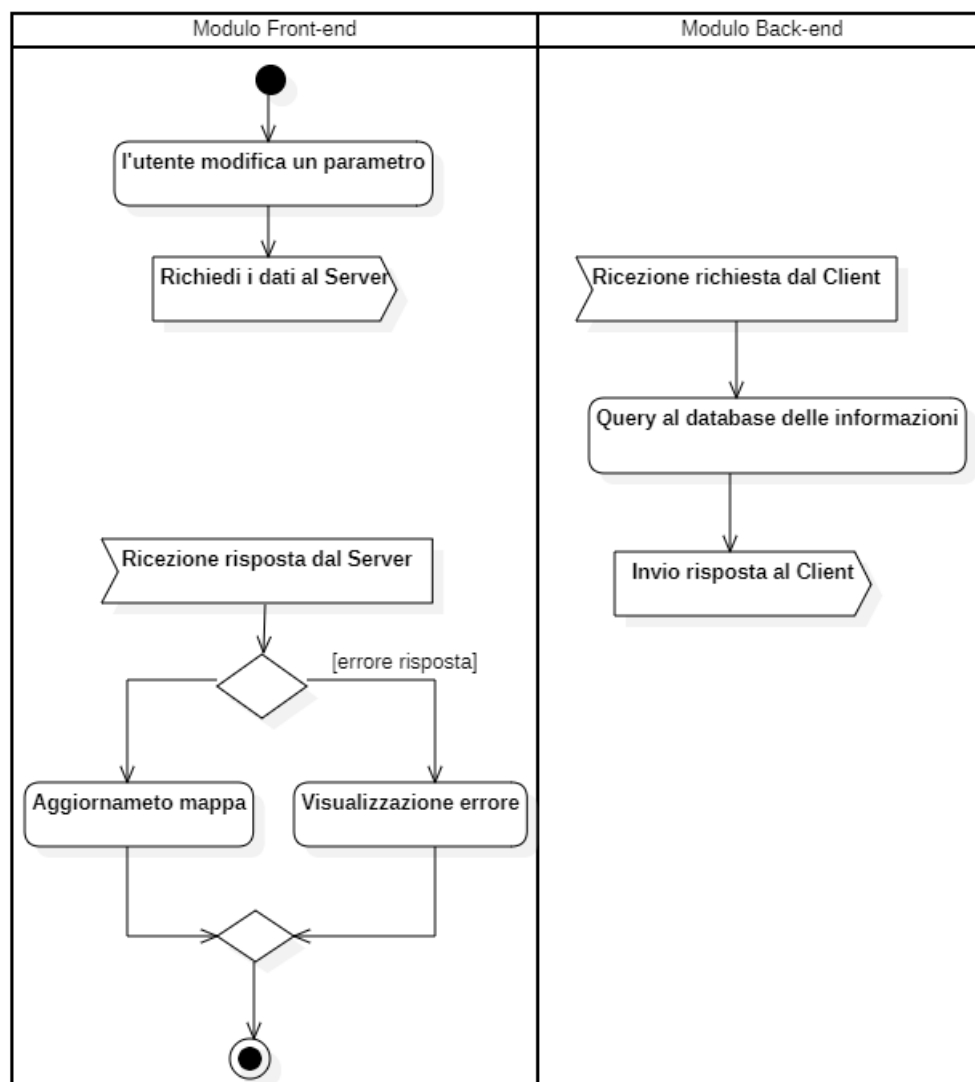 Modulo Front-end
Modulo Back-end
l'utente modifica un parametro
Richiedi i dati al Server
Ricezione richiesta dal Client
Query al database delle informazioni
Invio risposta al Client
Ricezione risposta dal Server
[errore risposta]
Aggiornameto mappa
Visualizzazione errore